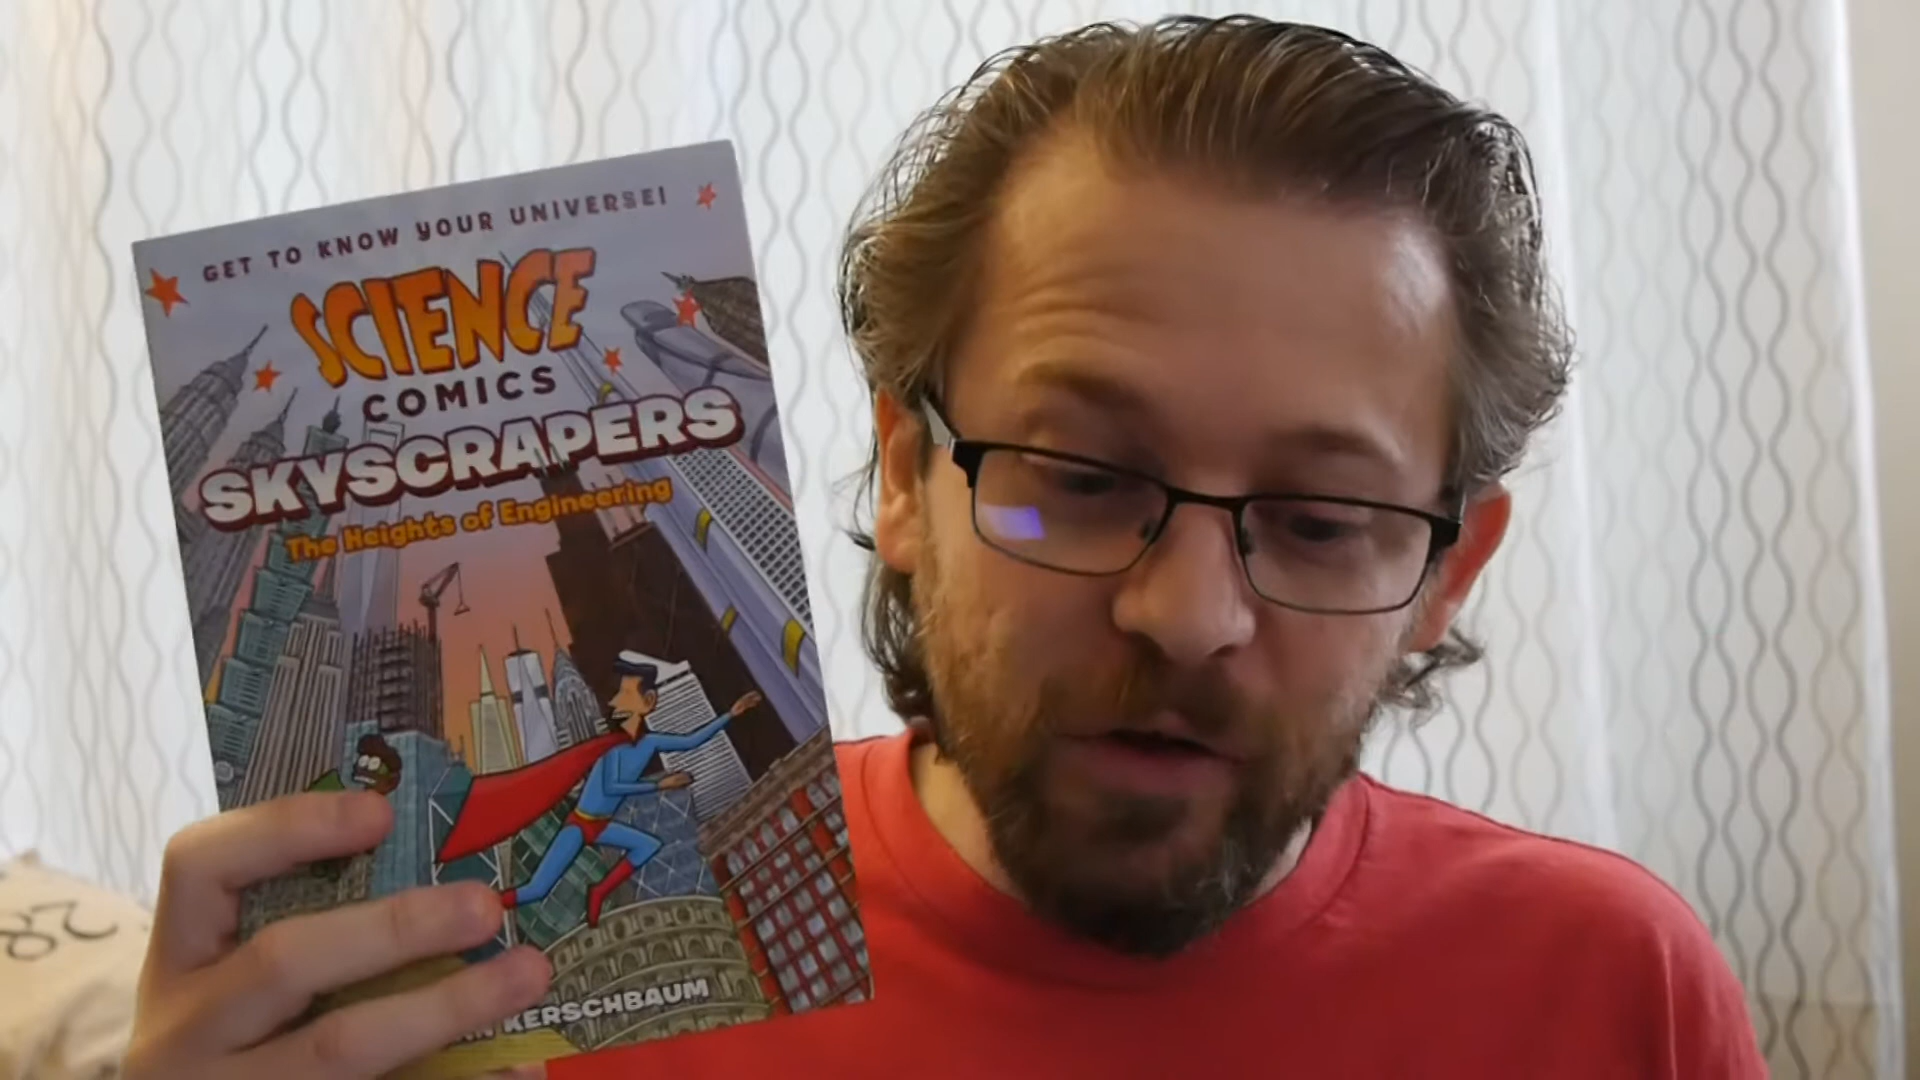 GET TO KNOW YOUR UNIVERSE!
SCIENCE
COMICS
SKYSCRAPERS
The Heights of Engineering
KERSCHBAUM